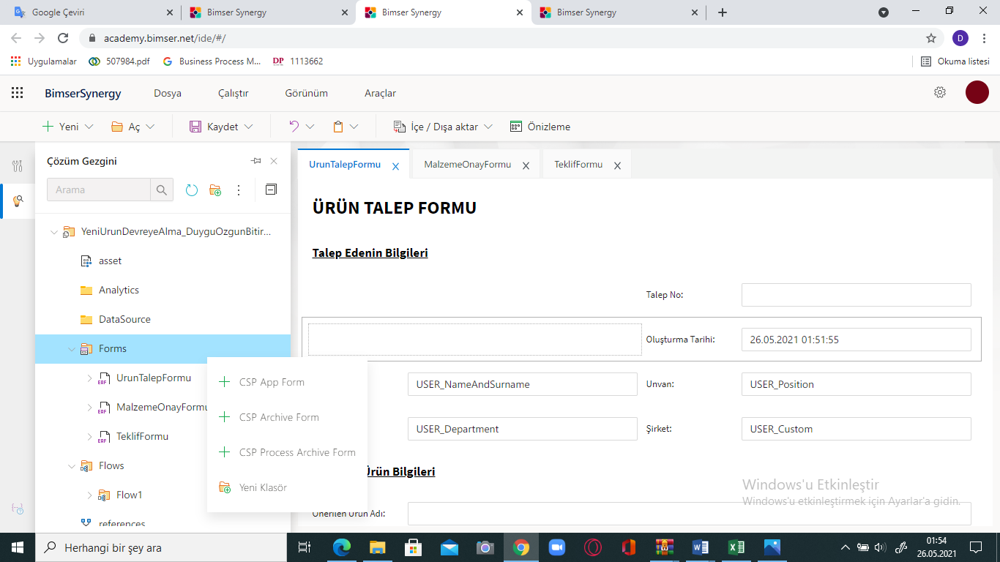 Google Çeviri
Bimser Synergy
Bimser Synergy
Bimser Synergy
academy.bimser.net/ide/#/
D
Uygulamalar
507984.pdf
Business Process M...
DP 1113662
Okuma listesi
BimserSynergy
Dosya
Çalıştır
Görünüm
Araçlar
Yeni
Aç
Kaydet
İçe / Dışa aktar
Önizleme
Çözüm Gezgini
UrunTalepFormu
MalzemeOnayFormu
TeklifFormu
Arama
YeniUrunDevreyeAlma_DuyguOzgunBitir...
asset
Analytics
DataSource
Forms
ERF UrunTalepFormu
ERF MalzemeOnayFormu
ERF TeklifFormu
Flows
Flow1
references
CSP App Form
CSP Archive Form
CSP Process Archive Form
Yeni Klasör
ÜRÜN TALEP FORMU
Talep Edenin Bilgileri
Talep No:
Oluşturma Tarihi: 26.05.2021 01:51:55
USER_NameAndSurname
Unvan: USER_Position
USER_Department
Şirket: USER_Custom
Ürün Bilgileri
Önerilen Ürün Adı:
Windows'u Etkinleştir
Windows'u etkinleştirmek için Ayarlar'a gidin.
Herhangi bir şey ara
01:54
26.05.2021